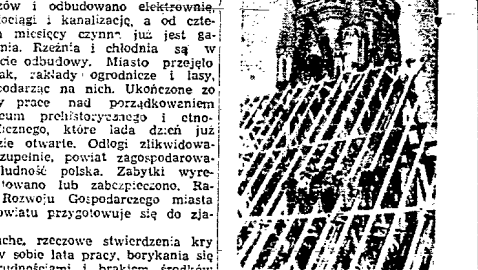 zów i odbudowano elektrownię,
ociągi i kanalizację, a od czte-
miesięcy czynna już jest ga-
nia. Rzeźnia i chłodnia są w
cie odbudowy. Miasto przejęło
ak, zakłady ogrodnicze i lasy,
odarząc na nich. Ukończone zo
y prace nad porządkowaniem
eum prehistorycznego i etno-
icznego, które lada dzień już
zie otwarte. Odłogi zlikwidowa-
zupełnie, powiat zagospodarowa-
ludność polska. Zabytki wyre-
towano lub zabezpieczono. Ra-
Rozwoju Gospodarczego miasta
owiatu przygotowuje się do zja-
uche, rzeczowe stwierdzenia kry
w sobie lata pracy, borykania się
rudnościami i brakiem środków